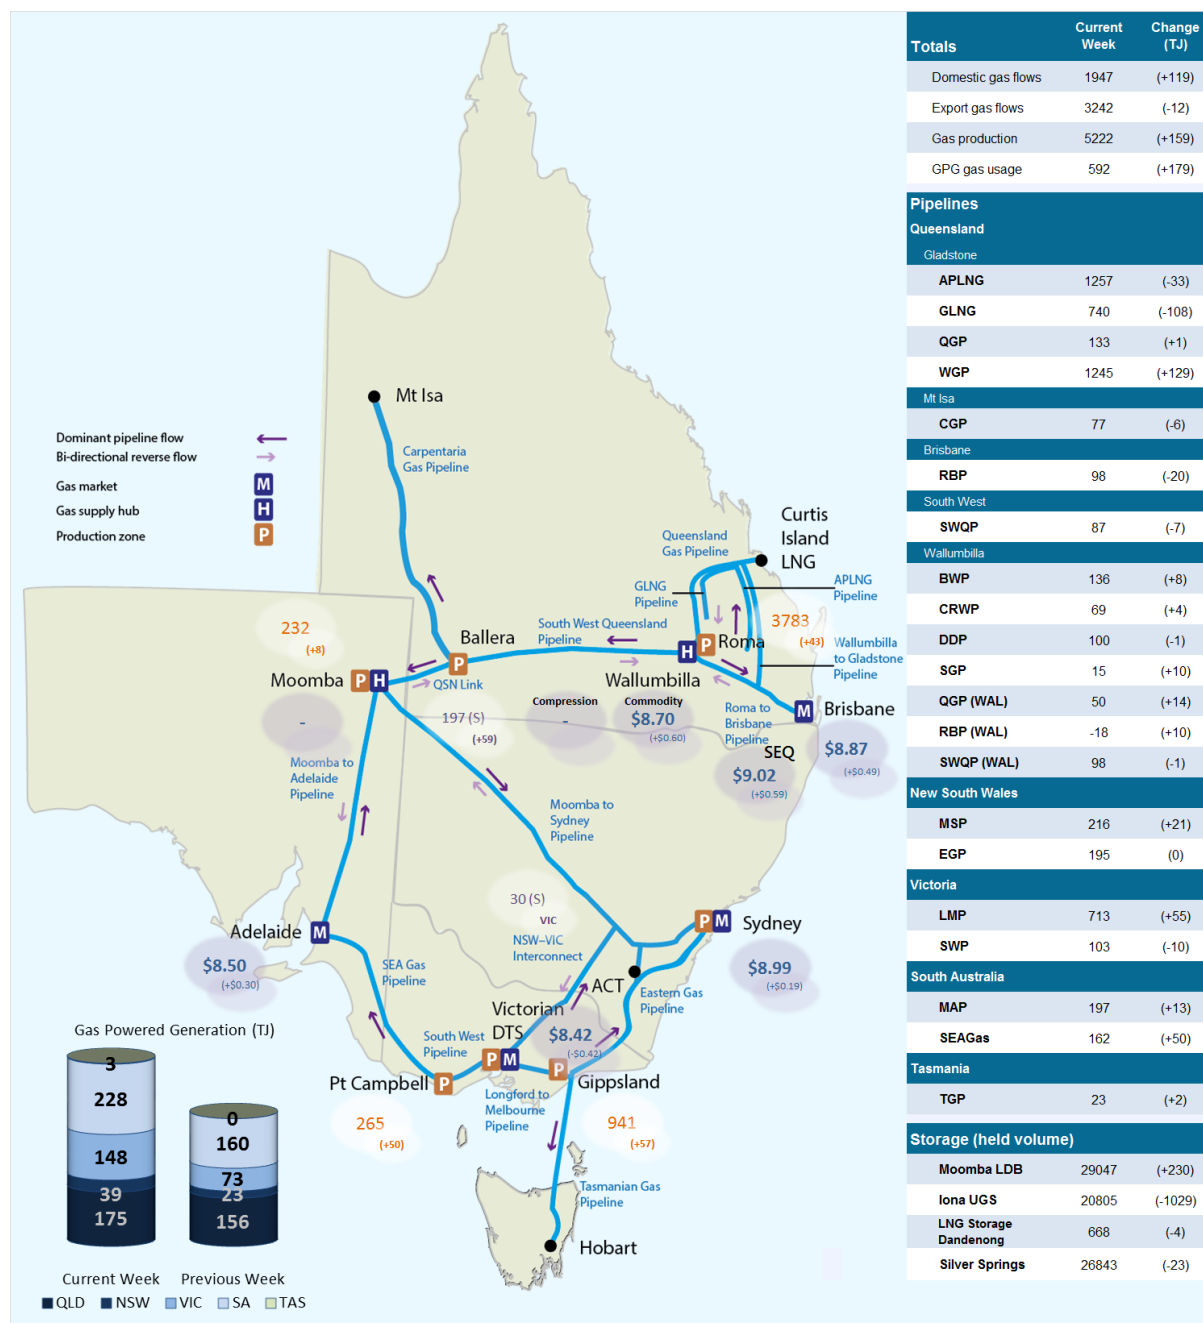 Mt Isa
Dominant pipeline flow
Bi-directional reverse flow
Gas market M
Gas supply hub H
Production zone P
Carpentaria
Gas Pipeline
Curtis
Island
LNG
Queensland
Gas Pipeline
GLNG
Pipeline
APLNG
Pipeline
3783
(+43)
Wallumbilla
to Gladstone
Pipeline
South West Queensland
Pipeline
H P Roma
Wallumbilla
232
(+8)
Ballera
P
Moomba P H
QSN Link
-
197 (S)
(+59)
Compression
-
Commodity
$8.70
(+$0.60)
Roma to
Brisbane
Pipeline
M Brisbane
$8.87
(+$0.49)
SEQ
$9.02
(+$0.59)
Moomba to
Adelaide
Pipeline
Moomba to
Sydney
Pipeline
30 (S)
VIC
NSW-VIC
Interconnect
P M Sydney
$8.99
(+$0.19)
Adelaide M
$8.50
(+$0.30)
SEA Gas
Pipeline
ACT
Eastern Gas
Pipeline
Victorian
DTS
$8.42
(-$0.42)
South West
Pipeline
P M
Pt Campbell P
265
(+50)
P
Gippsland
941
(+57)
Longford to
Melbourne
Pipeline
Tasmanian Gas
Pipeline
Hobart
Gas Powered Generation (TJ)
3
228
148
39
175
0
160
73
23
156
Current Week Previous Week
QLD NSW VIC SA TAS
Totals Current Week Change (TJ)
Domestic gas flows 1947 (+119)
Export gas flows 3242 (-12)
Gas production 5222 (+159)
GPG gas usage 592 (+179)
Pipelines
Queensland
Gladstone
APLNG 1257 (-33)
GLNG 740 (-108)
QGP 133 (+1)
WGP 1245 (+129)
Mt Isa
CGP 77 (-6)
Brisbane
RBP 98 (-20)
South West
SWQP 87 (-7)
Wallumbilla
BWP 136 (+8)
CRWP 69 (+4)
DDP 100 (-1)
SGP 15 (+10)
QGP (WAL) 50 (+14)
RBP (WAL) -18 (+10)
SWQP (WAL) 98 (-1)
New South Wales
MSP 216 (+21)
EGP 195 (0)
Victoria
LMP 713 (+55)
SWP 103 (-10)
South Australia
MAP 197 (+13)
SEAGas 162 (+50)
Tasmania
TGP 23 (+2)
Storage (held volume)
Moomba LDB 29047 (+230)
Iona UGS 20805 (-1029)
LNG Storage
Dandenong 668 (-4)
Silver Springs 26843 (-23)